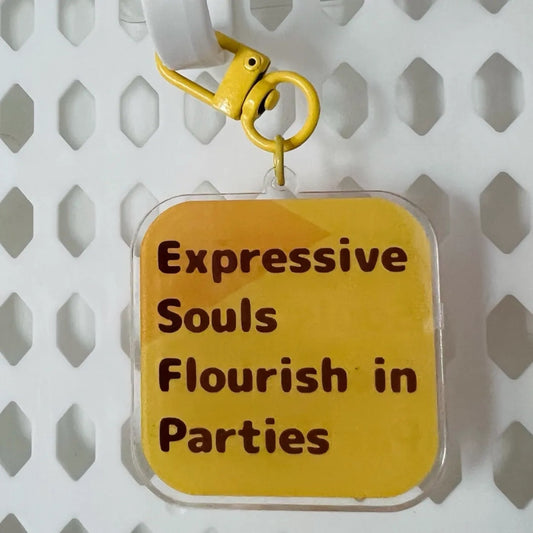 Expressive
Souls
Flourish in
Parties